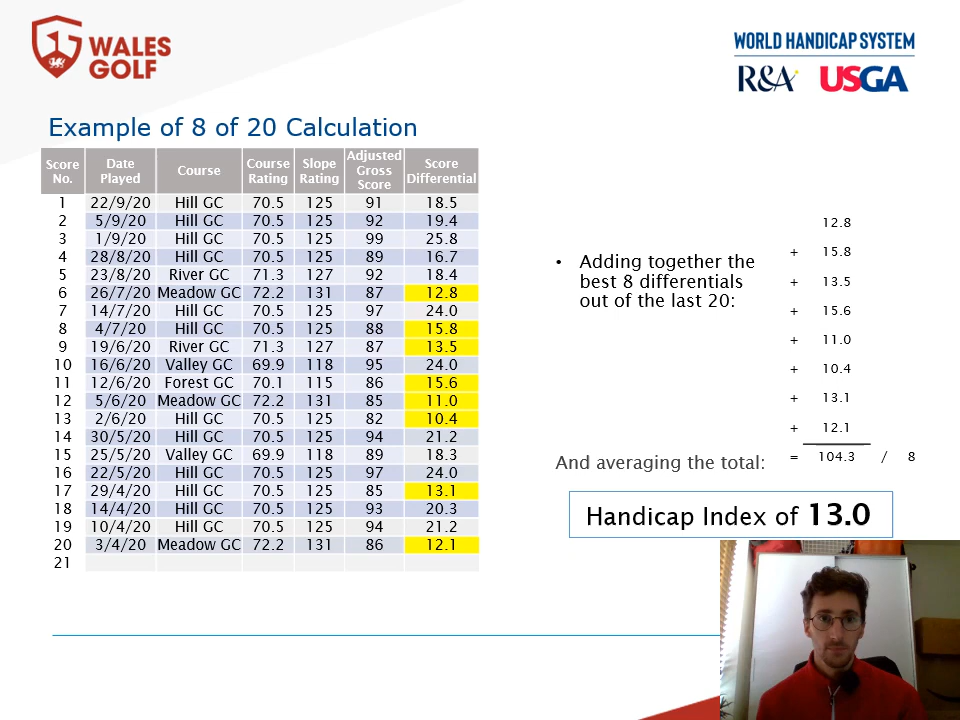 WALES
GOLF
WORLD HANDICAP SYSTEM
R&A USGA
Example of 8 of 20 Calculation
Score No. Date Played Course Course Rating Slope Rating Adjusted Gross Score Score Differential
1 22/9/20 Hill GC 70.5 125 91 18.5
2 5/9/20 Hill GC 70.5 125 92 19.4
3 1/9/20 Hill GC 70.5 125 99 25.8
4 28/8/20 Hill GC 70.5 125 89 16.7
5 23/8/20 River GC 71.3 127 92 18.4
6 26/7/20 Meadow GC 72.2 131 87 12.8
7 14/7/20 Hill GC 70.5 125 97 24.0
8 4/7/20 Hill GC 70.5 125 88 15.8
9 19/6/20 River GC 71.3 127 87 13.5
10 16/6/20 Valley GC 69.9 118 95 24.0
11 12/6/20 Forest GC 70.1 115 86 15.6
12 5/6/20 Meadow GC 72.2 131 85 11.0
13 2/6/20 Hill GC 70.5 125 82 10.4
14 30/5/20 Hill GC 70.5 125 94 21.2
15 25/5/20 Valley GC 69.9 118 89 18.3
16 22/5/20 Hill GC 70.5 125 97 24.0
17 29/4/20 Hill GC 70.5 125 85 13.1
18 14/4/20 Hill GC 70.5 125 93 20.3
19 10/4/20 Hill GC 70.5 125 94 21.2
20 3/4/20 Meadow GC 72.2 131 86 12.1
21
• Adding together the
best 8 differentials
out of the last 20:
12.8
+ 15.8
+ 13.5
+ 15.6
+ 11.0
+ 10.4
+ 13.1
+ 12.1
And averaging the total:
= 104.3 / 8
Handicap Index of 13.0